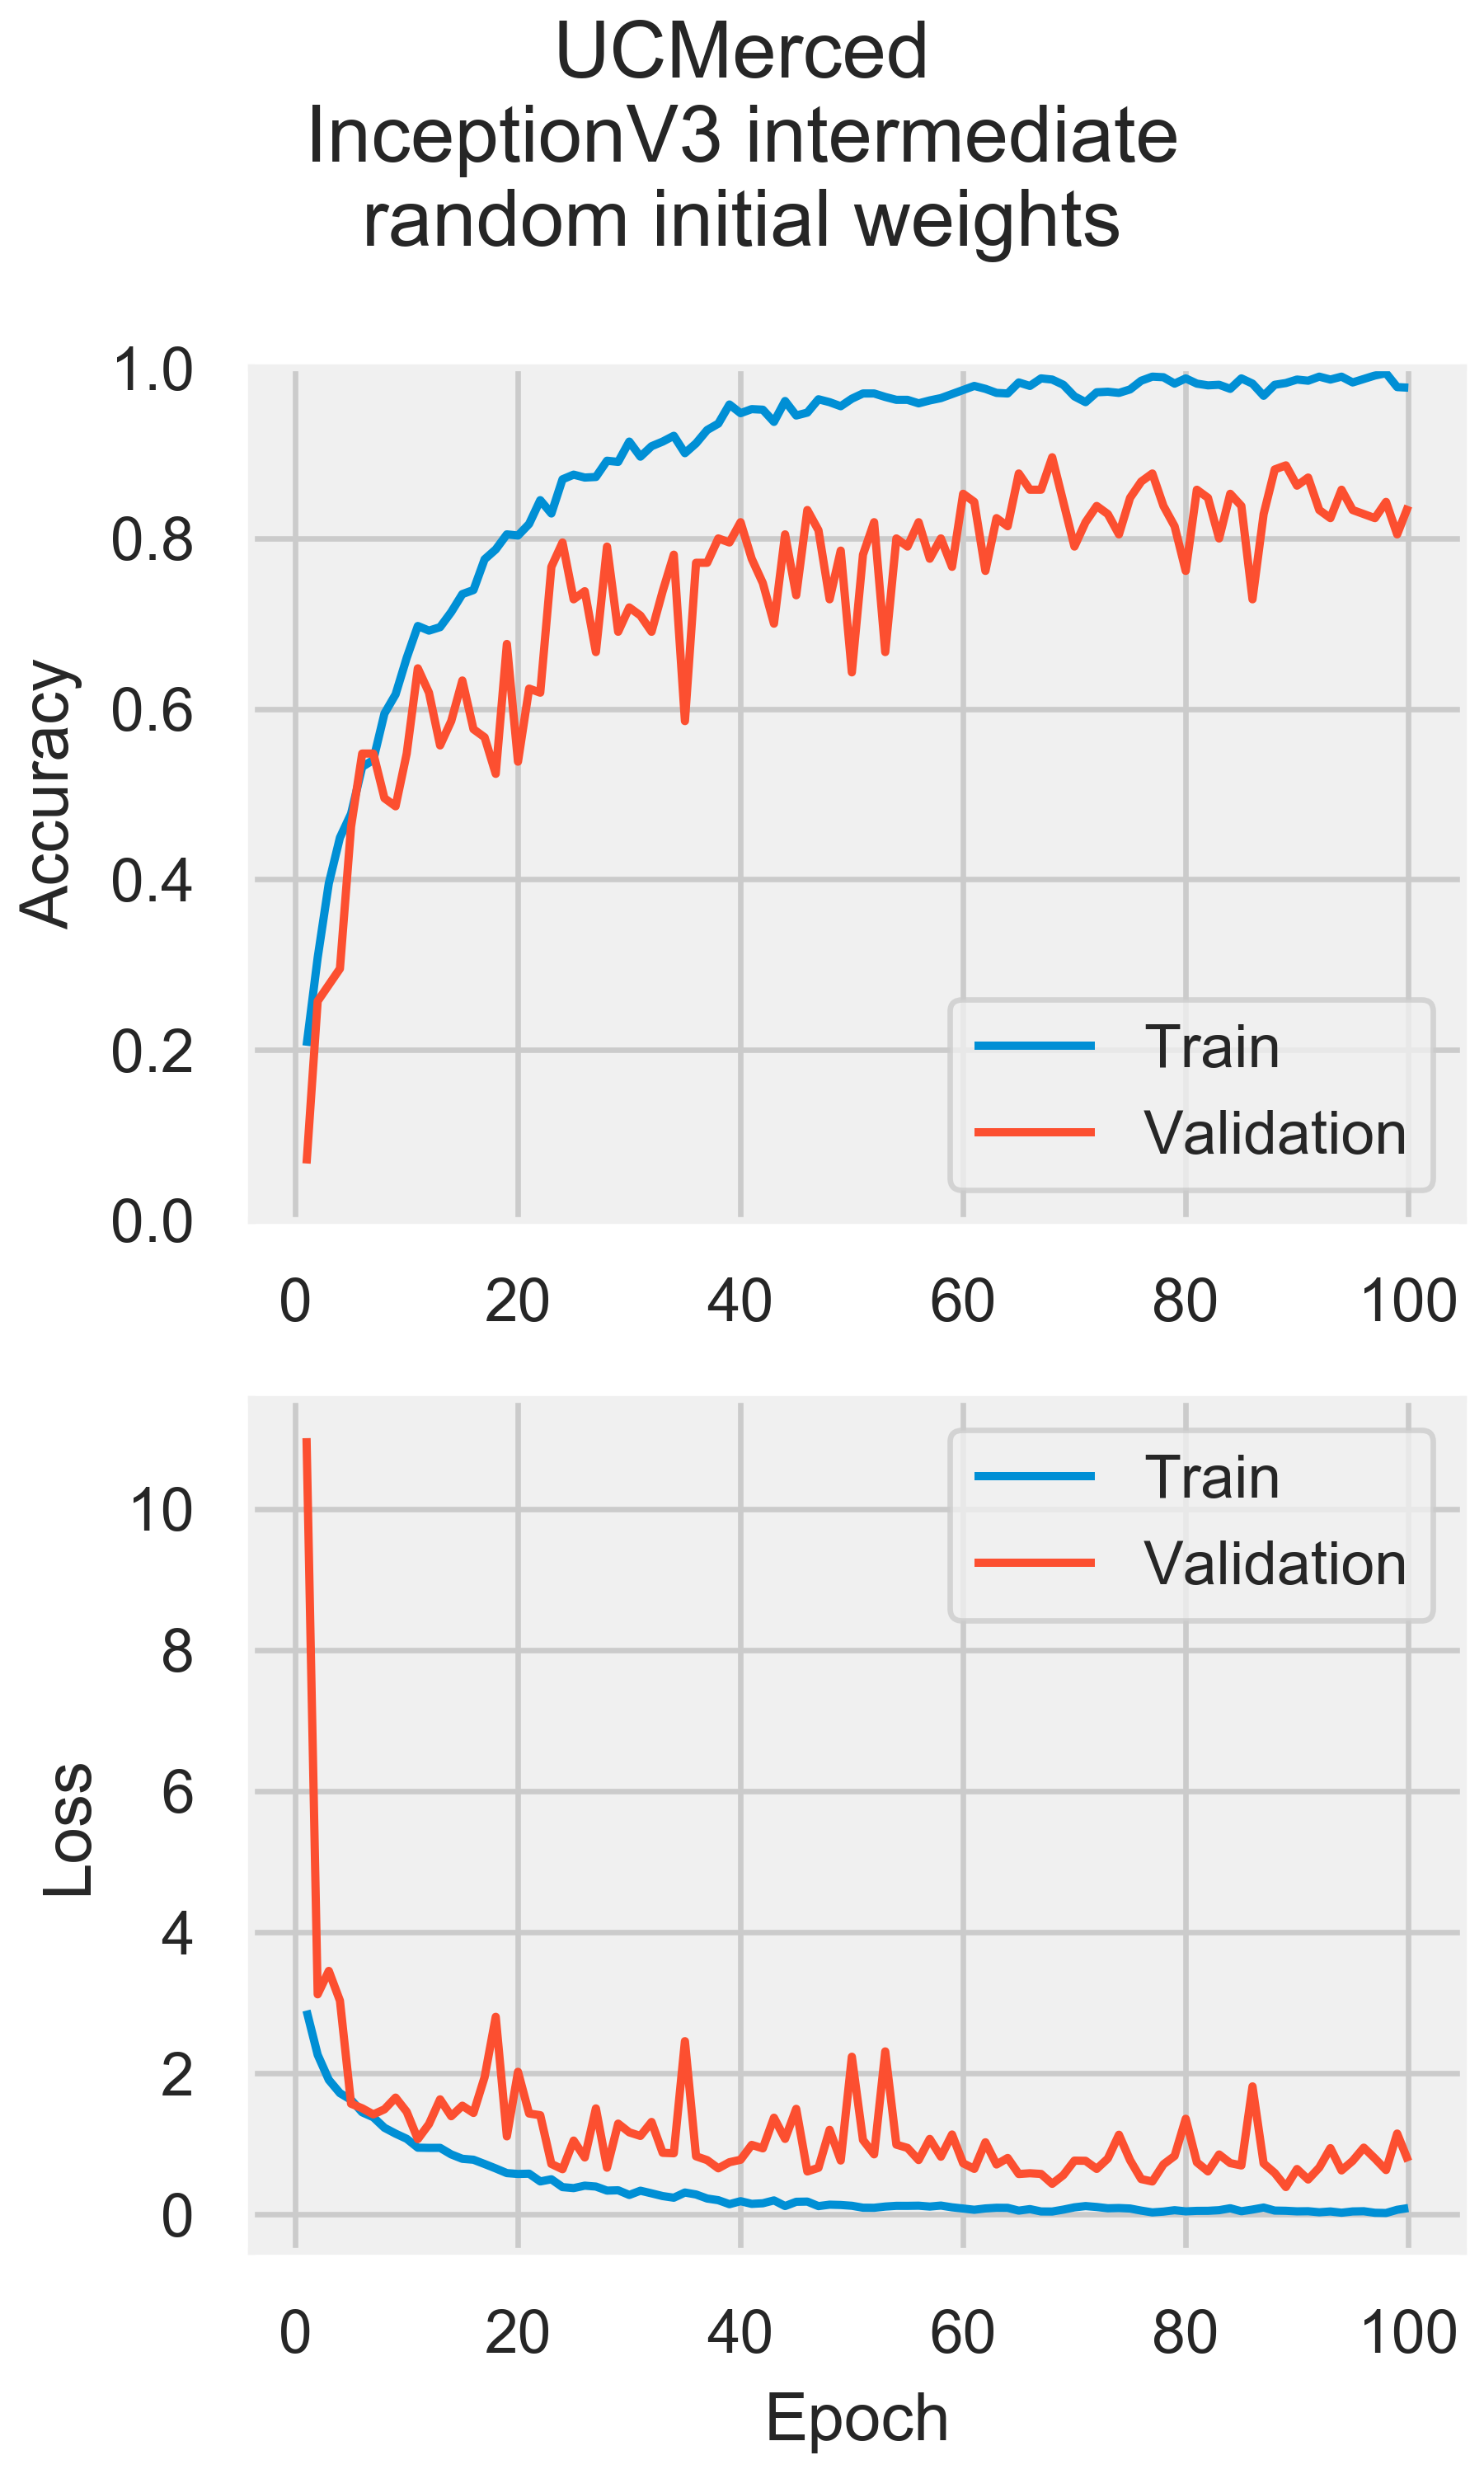 UCMerced
InceptionV3 intermediate
random initial weights
1.0
0.8
0.6
0.4
0.2
0.0
Accuracy
Train
Validation
0 20 40 60 80 100
10
8
6
4
2
0
Loss
Train
Validation
0 20 40 60 80 100
Epoch